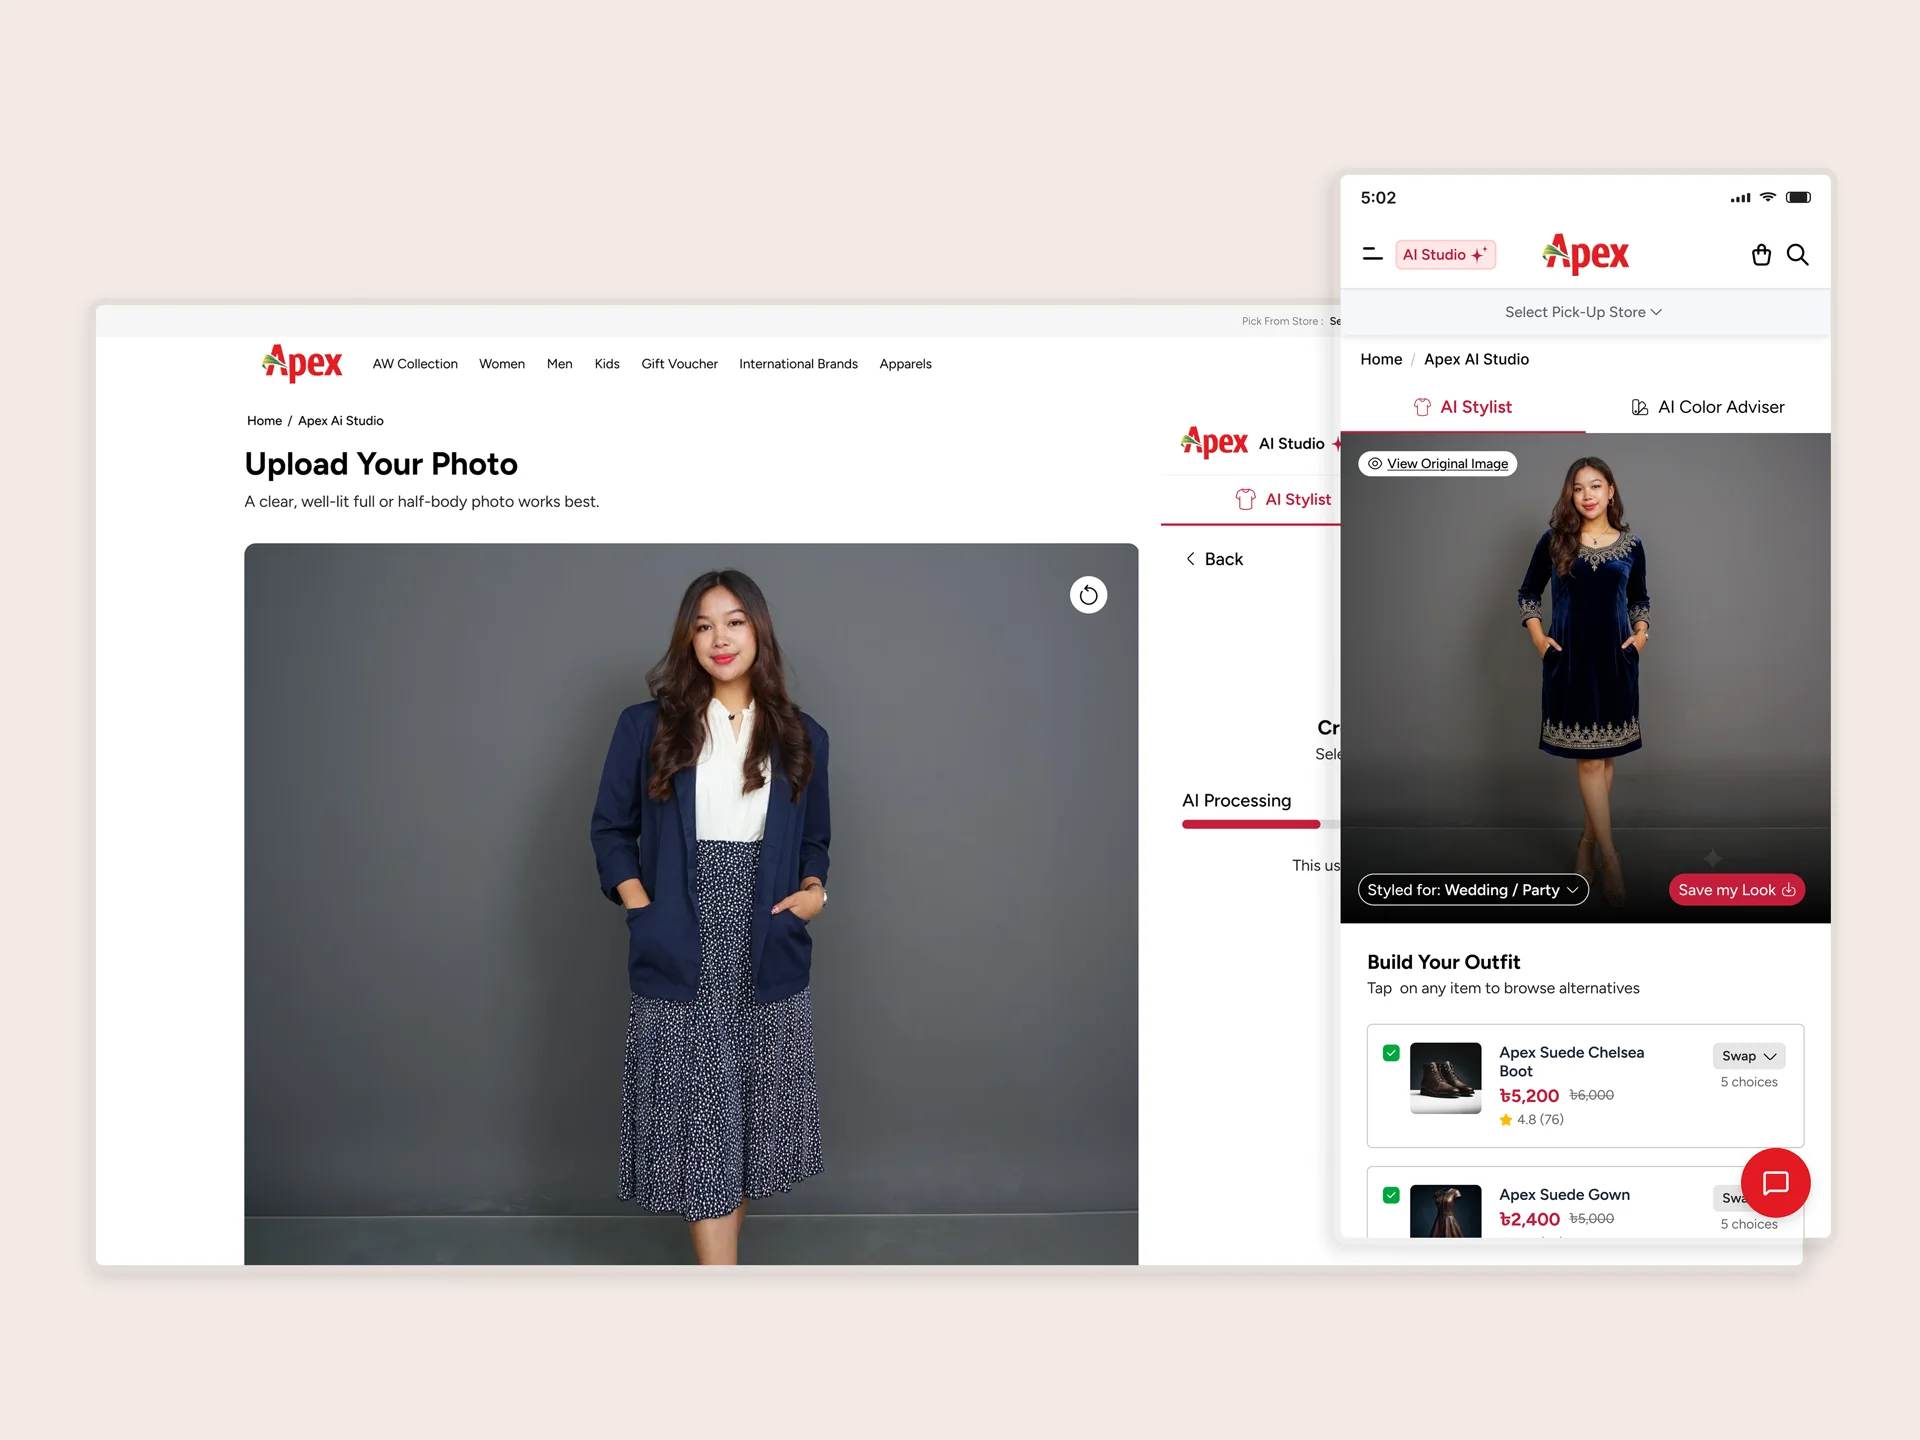 Pick From Store :
Apex
AW Collection
Women
Men
Kids
Gift Voucher
International Brands
Apparels
Home / Apex Ai Studio
Upload Your Photo
A clear, well-lit full or half-body photo works best.
Apex AI Studio
AI Stylist
Back
AI Processing
This
5:02
AI Studio
Apex
Select Pick-Up Store
Home / Apex AI Studio
AI Stylist
AI Color Adviser
View Original Image
Styled for: Wedding / Party
Save my Look
Build Your Outfit
Tap on any item to browse alternatives
Apex Suede Chelsea
Boot
৳5,200 ৳6,000
4.8 (76)
Swap
5 choices
Apex Suede Gown
৳2,400 ৳5,000
5 choices